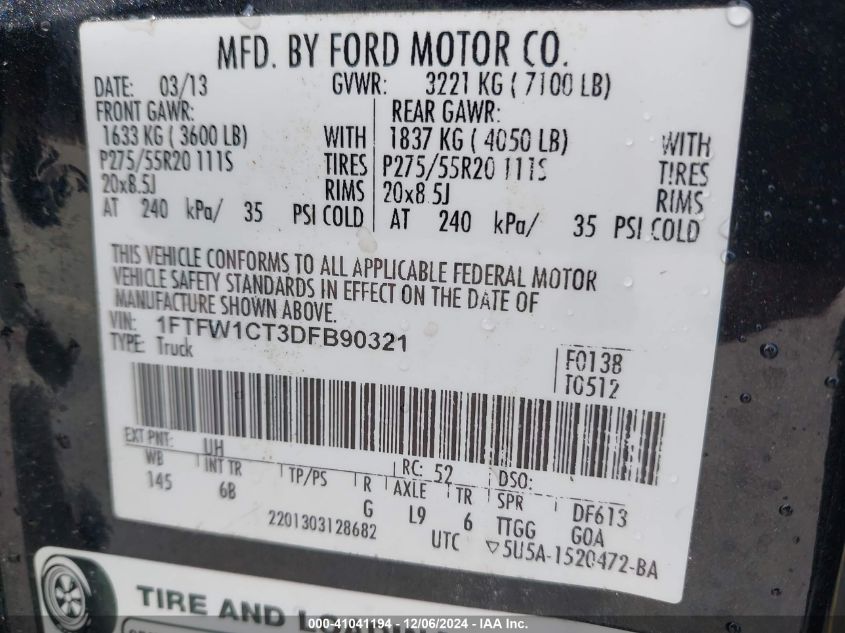 MFD. BY FORD MOTOR CO.
DATE: 03/13 GVWR: 3221 KG ( 7100 LB)
FRONT GAWR: REAR GAWR:
1633 KG ( 3600 LB) WITH 1837 KG ( 4050 LB) WITH
P275/55R20 111S TIRES P275/55R20 111S TIRES
20x8.5J RIMS 20x8.5J RIMS
AT 240 kPa/ 35 PSI COLD AT 240 kPa/ 35 PSI COLD
THIS VEHICLE CONFORMS TO ALL APPLICABLE FEDERAL MOTOR
VEHICLE SAFETY STANDARDS IN EFFECT ON THE DATE OF
MANUFACTURE SHOWN ABOVE.
VIN: 1FTFW1CT3DFB90321
TYPE: Truck
F0138
T0512
EXT PNT: UH RC: 52 DSO:
WB INT TR TP/PS R AXLE TR SPR DF613
145 6B G L9 6 TTGG GOA
2201303128682 UTC ▽5U5A-1520472-BA
TIRE AND LOADIN
000-41041194 - 12/06/2024 - IAA Inc.